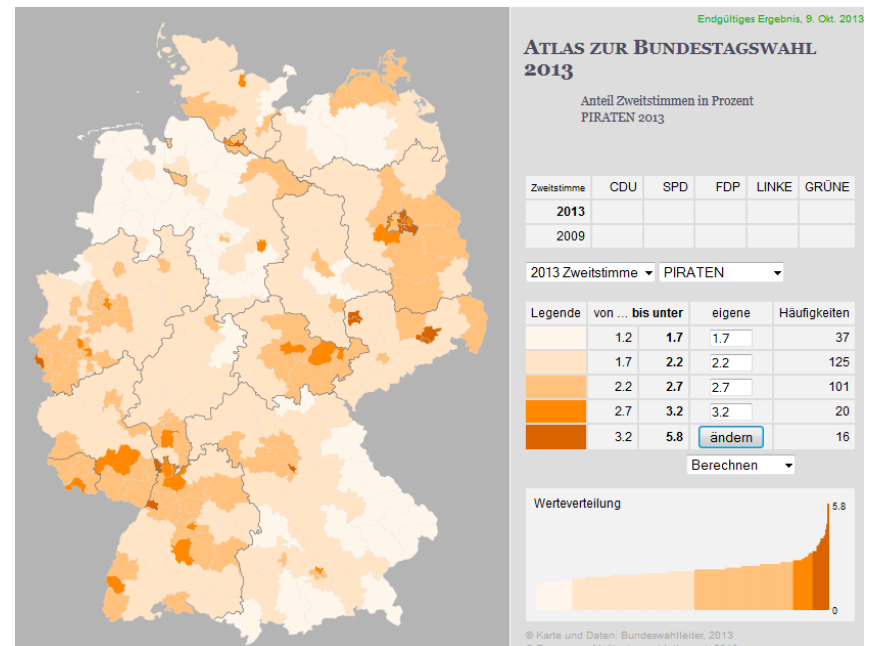 Endgültiges Ergebnis, 9. Okt. 2013
Atlas zur Bundestagswahl
2013
Anteil Zweitstimmen in Prozent
PIRATEN 2013
Zweitstimme CDU SPD FDP LINKE GRÜNE
2013
2009
2013 Zweitstimme PIRATEN
Legende von ... bis unter eigene Häufigkeiten
1.2 1.7 1.7 37
1.7 2.2 2.2 125
2.2 2.7 2.7 101
2.7 3.2 3.2 20
3.2 5.8 ändern 16
Berechnen
Werteverteilung
5.8
0
© Karte und Daten: Bundeswahlleiter, 2013